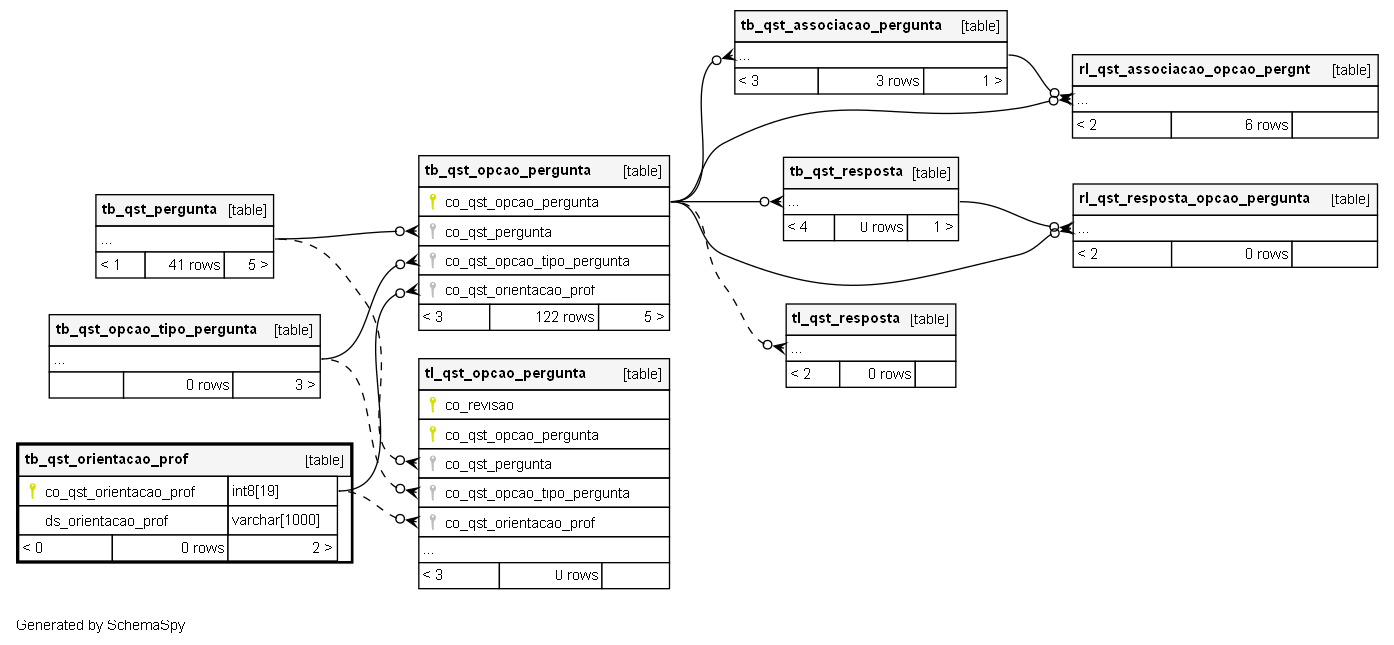 tb_qst_associacao_pergunta [table]
...
< 3 3 rows 1 >
rl_qst_associacao_opcao_pergnt [table]
...
< 2 6 rows
tb_qst_opcao_pergunta [table]
co_qst_opcao_pergunta
co_qst_pergunta
co_qst_opcao_tipo_pergunta
co_qst_orientacao_prof
< 3 122 rows 5 >
tb_qst_resposta [table]
...
< 4 0 rows 1 >
rl_qst_resposta_opcao_pergunta [table]
...
< 2 0 rows
tb_qst_pergunta [table]
...
< 1 41 rows 5 >
tb_qst_opcao_tipo_pergunta [table]
...
0 rows 3 >
tl_qst_resposta [table]
...
< 2 0 rows
tl_qst_opcao_pergunta [table]
co_revisao
co_qst_opcao_pergunta
co_qst_pergunta
co_qst_opcao_tipo_pergunta
co_qst_orientacao_prof
...
< 3 0 rows
tb_qst_orientacao_prof [table]
co_qst_orientacao_prof int8[19]
ds_orientacao_prof varchar[1000]
< 0 0 rows 2 >
Generated by SchemaSpy